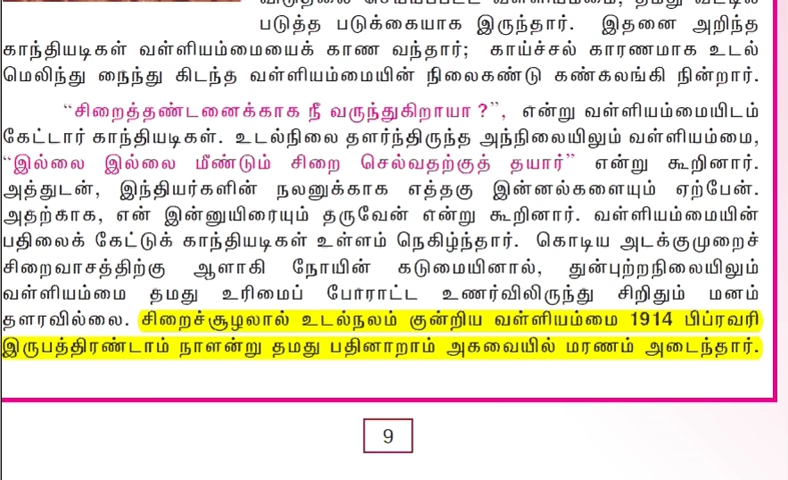 படுத்த படுக்கையாக இருந்தார். இதனை அறிந்த
காந்தியடிகள் வள்ளியம்மையைக் காண வந்தார்; காய்ச்சல் காரணமாக உடல்
மெலிந்து நைந்து கிடந்த வள்ளியம்மையின் நிலைகண்டு கண்கலங்கி நின்றார்.
“சிறைத்தண்டனைக்காக நீ வருந்துகிறாயா ?”, என்று வள்ளியம்மையிடம்
கேட்டார் காந்தியடிகள். உடல்நிலை தளர்ந்திருந்த அந்நிலையிலும் வள்ளியம்மை,
“இல்லை இல்லை மீண்டும் சிறை செல்வதற்குத் தயார்” என்று கூறினார்.
அத்துடன், இந்தியர்களின் நலனுக்காக எத்தகு இன்னல்களையும் ஏற்பேன்.
அதற்காக, என் இன்னுயிரையும் தருவேன் என்று கூறினார். வள்ளியம்மையின்
பதிலைக் கேட்டுக் காந்தியடிகள் உள்ளம் நெகிழ்ந்தார். கொடிய அடக்குமுறைச்
சிறைவாசத்திற்கு ஆளாகி நோயின் கடுமையினால், துன்புற்றநிலையிலும்
வள்ளியம்மை தமது உரிமைப் போராட்ட உணர்விலிருந்து சிறிதும் மனம்
தளரவில்லை. சிறைச்சூழலால் உடல்நலம் குன்றிய வள்ளியம்மை 1914 பிப்ரவரி
இருபத்திரண்டாம் நாளன்று தமது பதினாறாம் அகவையில் மரணம் அடைந்தார்.
9